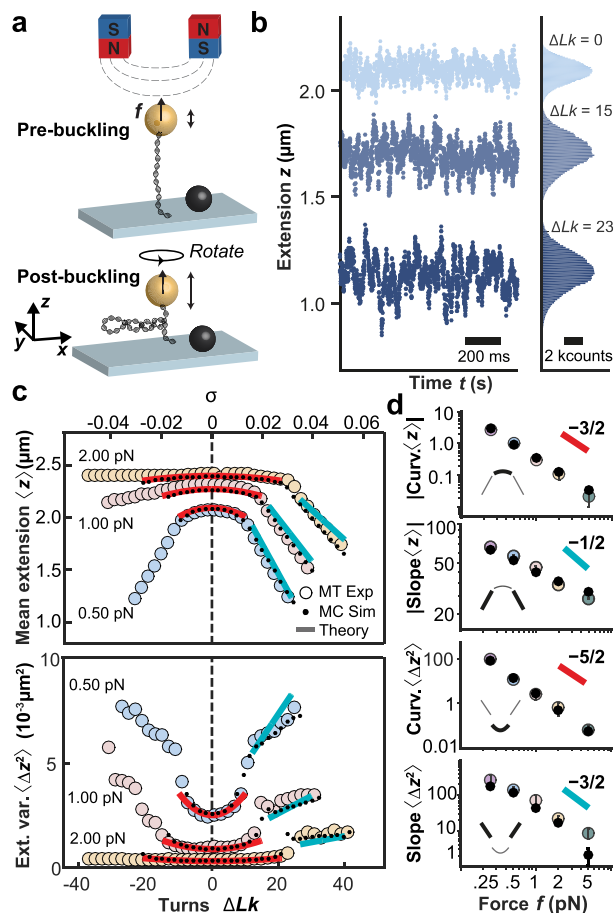 a
S
N
N
S
f
Pre-buckling
Rotate
Post-buckling
z
y
x
b
Extension z (μm)
2.0
1.5
1.0
ΔLk = 0
ΔLk = 15
ΔLk = 23
200 ms
2 kcounts
Time t (s)
c
σ
-0.04 -0.02 0 0.02 0.04 0.06
Mean extension ⟨z⟩ (μm)
2.5
2.0
1.5
1.0
2.00 pN
1.00 pN
0.50 pN
MT Exp
MC Sim
Theory
Ext. var. ⟨Δz²⟩ (10⁻³μm²)
10
5
0
0.50 pN
1.00 pN
2.00 pN
-40 -20 0 20 40
Turns ΔLk
d
|Curv.⟨z⟩|
10
1.0
0.1
−3/2
|Slope⟨z⟩|
100
50
26
−1/2
Curv. ⟨Δz²⟩
100
1
0.01
−5/2
Slope ⟨Δz²⟩
100
10
1
−3/2
.25 .5 1 2 5
Force f (pN)